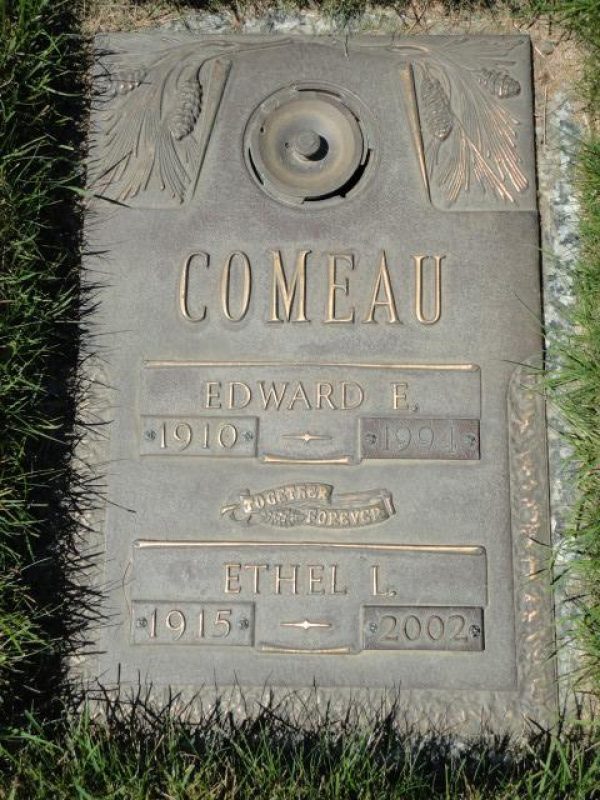 COMEAU
EDWARD E.
1910 1994
TOGETHER
FOREVER
ETHEL L.
1915 2002